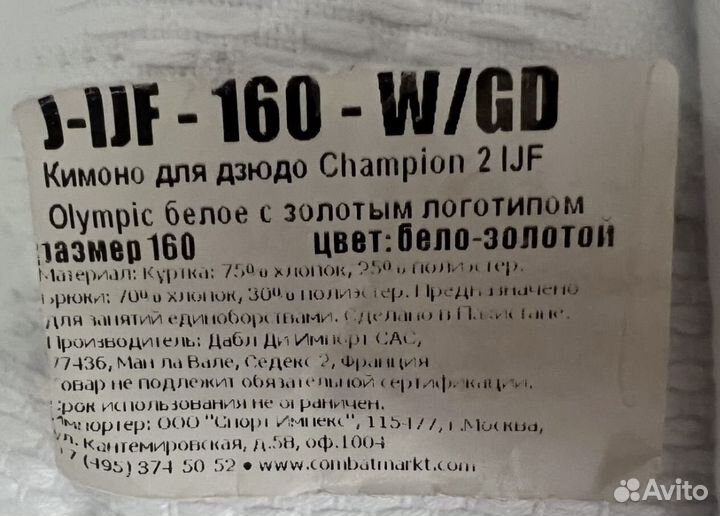 J-IJF - 160 - W/GD
Кимоно для дзюдо Champion 2 IJF
Olympic белое с золотым логотипом
размер 160 цвет: бело-золотой
Материал: Куртка: 75% хлопок, 25% полиэстер.
Брюки: 70% хлопок, 30% полиэстер. Предназначено
для занятий единоборствами. Сделано в Пакистане.
Производитель: Дабл Ди Импорт САС,
77436, Ман ла Вале, Седекс 2, Франция
Товар не подлежит обязательной сертификации.
Срок использования не ограничен.
Импортер: ООО "Спорт Импекс", 115477, г.Москва,
ул. Кантемировская, д.58, оф.1004
+7 (495) 374 50 52 • www.combatmarkt.com
Avito